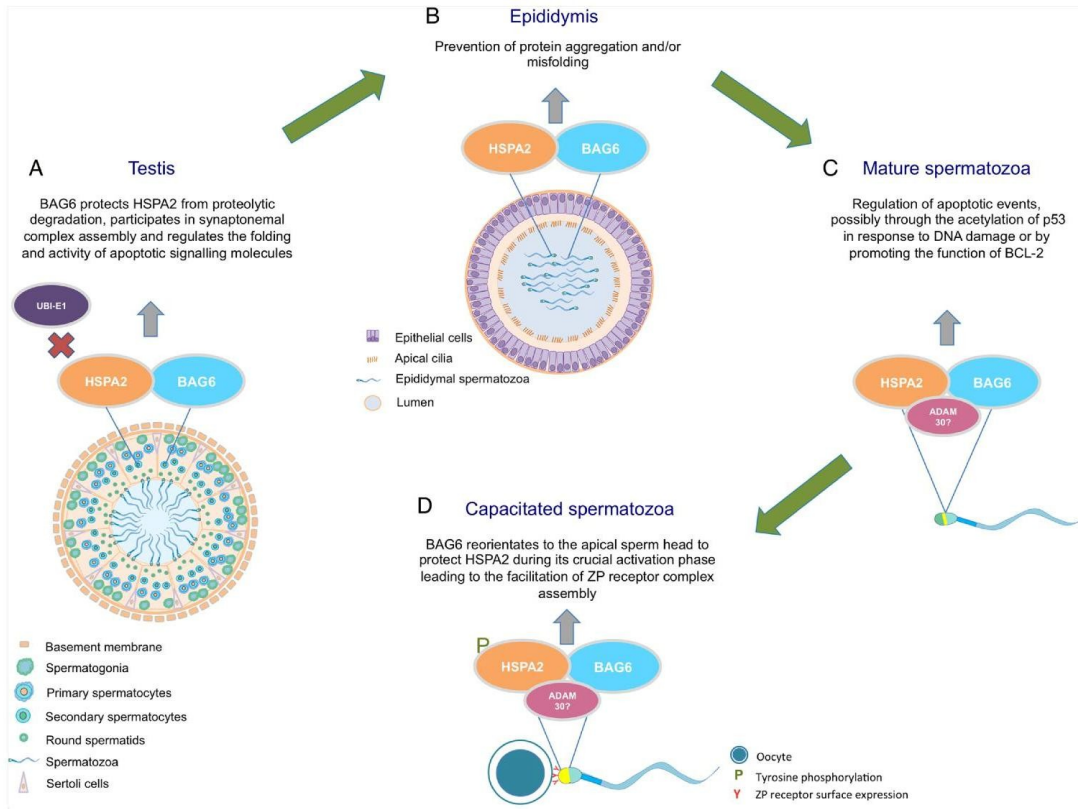 A
Testis
BAG6 protects HSPA2 from proteolytic
degradation, participates in synaptonemal
complex assembly and regulates the folding
and activity of apoptotic signalling molecules
UBI-E1
HSPA2
BAG6
Basement membrane
Spermatogonia
Primary spermatocytes
Secondary spermatocytes
Round spermatids
Spermatozoa
Sertoli cells
B
Epididymis
Prevention of protein aggregation and/or
misfolding
HSPA2
BAG6
Epithelial cells
Apical cilia
Epididymal spermatozoa
Lumen
C
Mature spermatozoa
Regulation of apoptotic events,
possibly through the acetylation of p53
in response to DNA damage or by
promoting the function of BCL-2
HSPA2
BAG6
ADAM
30?
D
Capacitated spermatozoa
BAG6 reorientates to the apical sperm head to
protect HSPA2 during its crucial activation phase
leading to the facilitation of ZP receptor complex
assembly
P
HSPA2
BAG6
ADAM
30?
Oocyte
P Tyrosine phosphorylation
Y ZP receptor surface expression